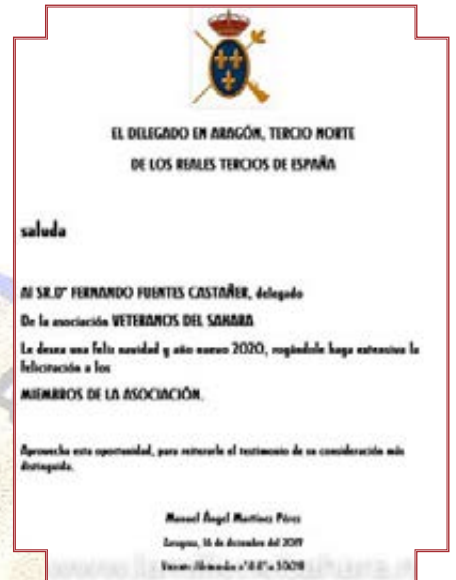 EL DELEGADO EN ARAGÓN, TERCIO NORTE
DE LOS REALES TERCIOS DE ESPAÑA
saluda
Al SR.Dº FERNANDO FUENTES CASTAÑER, delegado
De la asociación VETERANOS DEL SAHARA
Le desea una feliz navidad y año nuevo 2020, rogándole haga extensiva la
felicitación a los
MIEMBROS DE LA ASOCIACIÓN.
Aprovecha esta oportunidad, para reiterarle el testimonio de su consideración más
distinguida.
Manuel Ángel Martínez Pérez
Zaragoza, 16 de diciembre del 2019